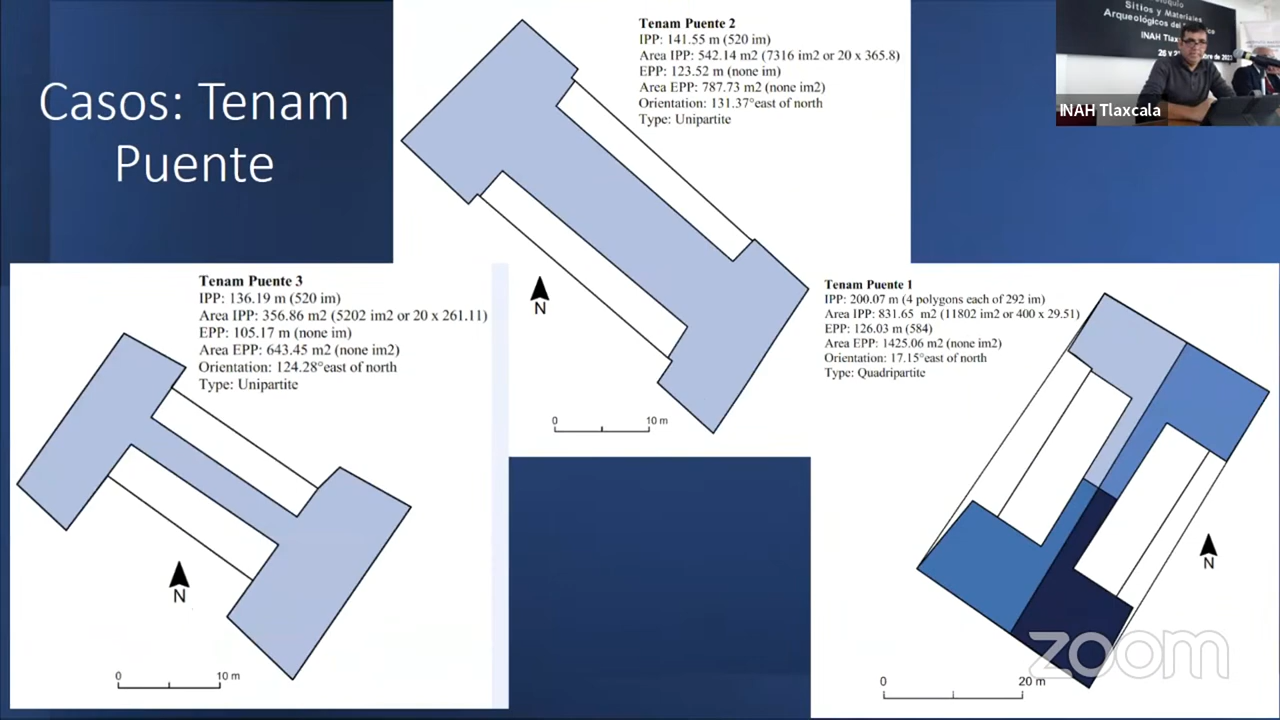 Casos: Tenam
Puente
Tenam Puente 2
IPP: 141.55 m (520 im)
Area IPP: 542.14 m2 (7316 im2 or 20 x 365.8)
EPP: 123.52 m (none im)
Area EPP: 787.73 m2 (none im2)
Orientation: 131.37°east of north
Type: Unipartite
N
0 10 m
Sitios y Materiales
Arqueológicos del
INAH
INAH Tlaxcala
Tenam Puente 3
IPP: 136.19 m (520 im)
Area IPP: 356.86 m2 (5202 im2 or 20 x 261.11)
EPP: 105.17 m (none im)
Area EPP: 643.45 m2 (none im2)
Orientation: 124.28°east of north
Type: Unipartite
N
0 10 m
Tenam Puente 1
IPP: 200.07 m (4 polygons each of 292 im)
Area IPP: 831.65 m2 (11802 im2 or 400 x 29.51)
EPP: 126.03 m (584)
Area EPP: 1425.06 m2 (none im2)
Orientation: 17.15°east of north
Type: Quadripartite
N
0 20 m
zoom